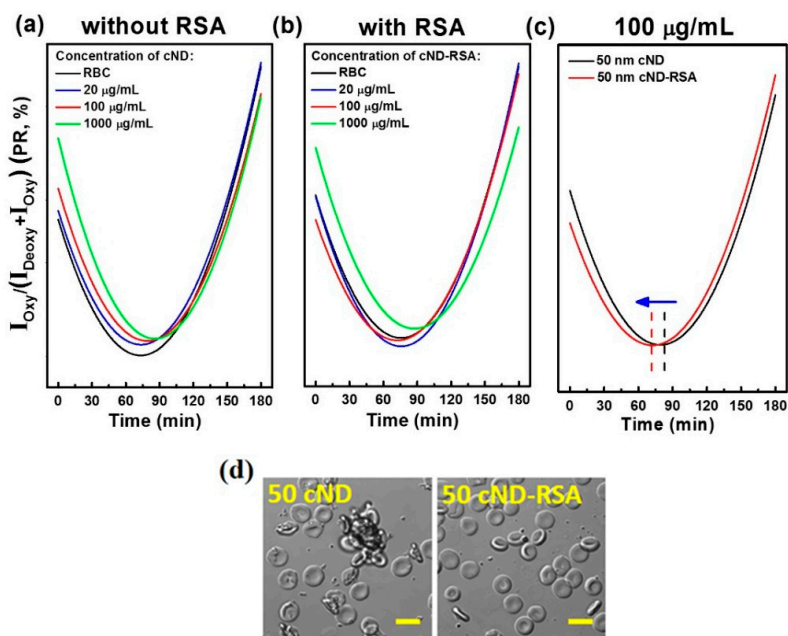 (a) without RSA
Concentration of cND:
RBC
20 μg/mL
100 μg/mL
1000 μg/mL
I_Oxy/(I_Deoxy+I_Oxy) (PR, %)
0 30 60 90 120 150 180
Time (min)
(b) with RSA
Concentration of cND-RSA:
RBC
20 μg/mL
100 μg/mL
1000 μg/mL
0 30 60 90 120 150 180
Time (min)
(c) 100 μg/mL
50 nm cND
50 nm cND-RSA
0 30 60 90 120 150 180
Time (min)
(d)
50 cND
50 cND-RSA